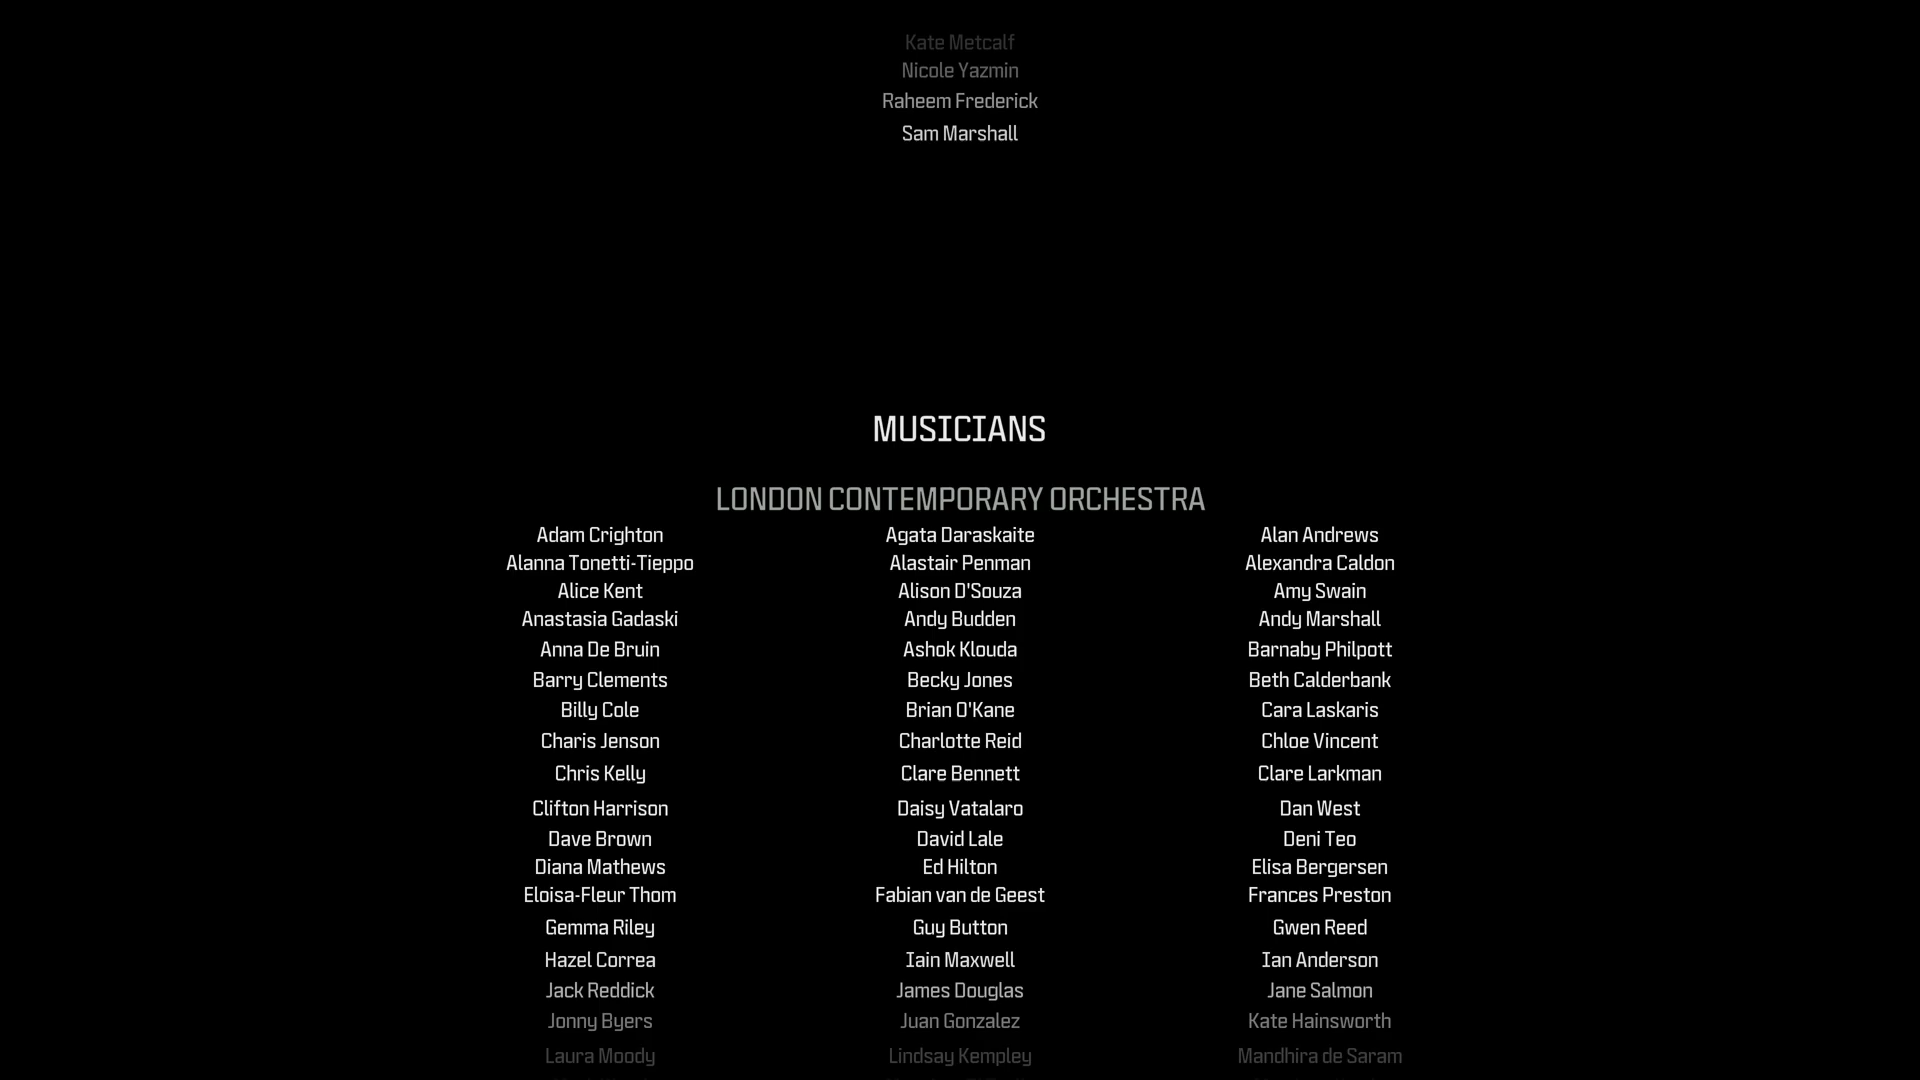 Kate Metcalf
Nicole Yazmin
Raheem Frederick
Sam Marshall
MUSICIANS
LONDON CONTEMPORARY ORCHESTRA
Adam Crighton Agata Daraskaite Alan Andrews
Alanna Tonetti-Tieppo Alastair Penman Alexandra Caldon
Alice Kent Alison D'Souza Amy Swain
Anastasia Gadaski Andy Budden Andy Marshall
Anna De Bruin Ashok Klouda Barnaby Philpott
Barry Clements Becky Jones Beth Calderbank
Billy Cole Brian O'Kane Cara Laskaris
Charis Jenson Charlotte Reid Chloe Vincent
Chris Kelly Clare Bennett Clare Larkman
Clifton Harrison Daisy Vatalaro Dan West
Dave Brown David Lale Deni Teo
Diana Mathews Ed Hilton Elisa Bergersen
Eloisa-Fleur Thom Fabian van de Geest Frances Preston
Gemma Riley Guy Button Gwen Reed
Hazel Correa Iain Maxwell Ian Anderson
Jack Reddick James Douglas Jane Salmon
Jonny Byers Juan Gonzalez Kate Hainsworth
Laura Moody Lindsay Kempley Mandhira de Saram